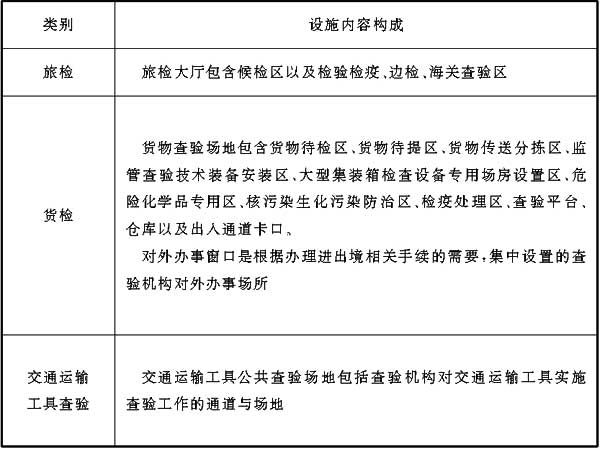 类别
设施内容构成
旅检
旅检大厅包含候检区以及检验检疫、边检、海关查验区
货检
货物查验场地包含货物待检区、货物待提区、货物传送分拣区、监
管查验技术装备安装区、大型集装箱检查设备专用场房设置区、危
险化学品专用区、核污染生化污染防治区、检疫处理区、查验平台、
仓库以及出入通道卡口。
对外办事窗口是根据办理进出境相关手续的需要,集中设置的查
验机构对外办事场所
交通运输
工具查验
交通运输工具公共查验场地包括查验机构对交通运输工具实施
查验工作的通道与场地